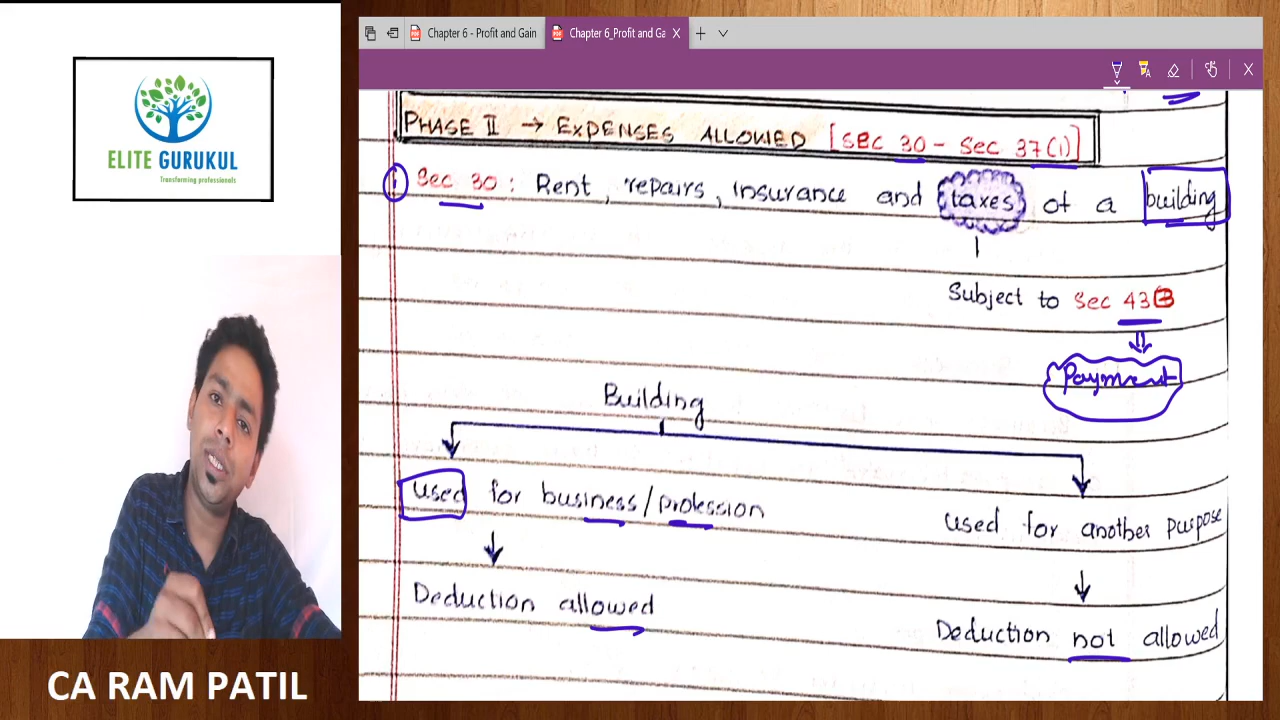 Chapter 6 - Profit and Gain
Chapter 6_Profit and Ga
ELITE GURUKUL
Transforming professionals
PHASE II → EXPENSES ALLOWED [SEC 30 - SEC 37(1)]
1 Sec 30 : Rent, repairs, insurance and taxes of a building
Subject to Sec 43B
Payment
Building
Used for business/profession
Used for another purpose
Deduction allowed
Deduction not allowed
CA RAM PATIL